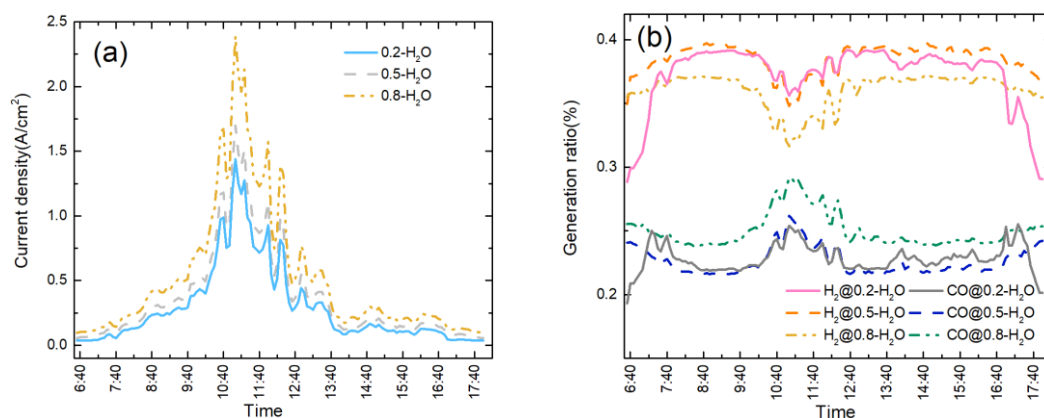 (a)
0.2-H₂O
0.5-H₂O
0.8-H₂O
Current density(A/cm²)
2.5
2.0
1.5
1.0
0.5
0.0
6:40 7:40 8:40 9:40 10:40 11:40 12:40 13:40 14:40 15:40 16:40 17:40
Time
(b)
Generation ratio(%)
0.4
0.3
0.2
H₂@0.2-H₂O CO@0.2-H₂O
H₂@0.5-H₂O CO@0.5-H₂O
H₂@0.8-H₂O CO@0.8-H₂O
6:40 7:40 8:40 9:40 10:40 11:40 12:40 13:40 14:40 15:40 16:40 17:40
Time